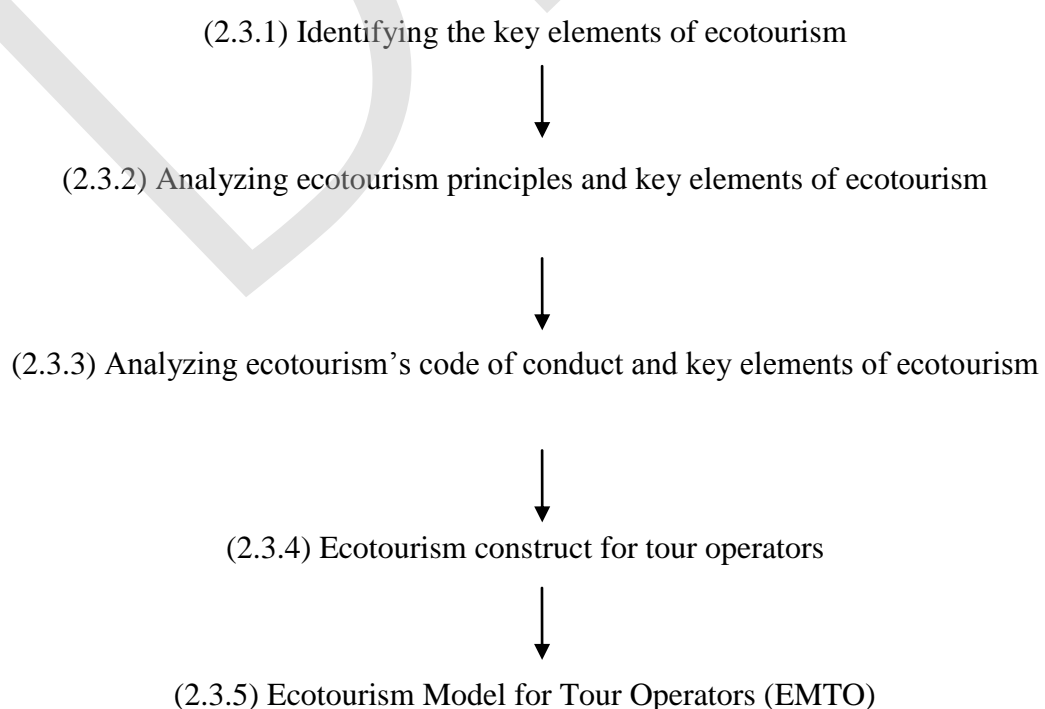 (2.3.1) Identifying the key elements of ecotourism
(2.3.2) Analyzing ecotourism principles and key elements of ecotourism
(2.3.3) Analyzing ecotourism’s code of conduct and key elements of ecotourism
(2.3.4) Ecotourism construct for tour operators
(2.3.5) Ecotourism Model for Tour Operators (EMTO)